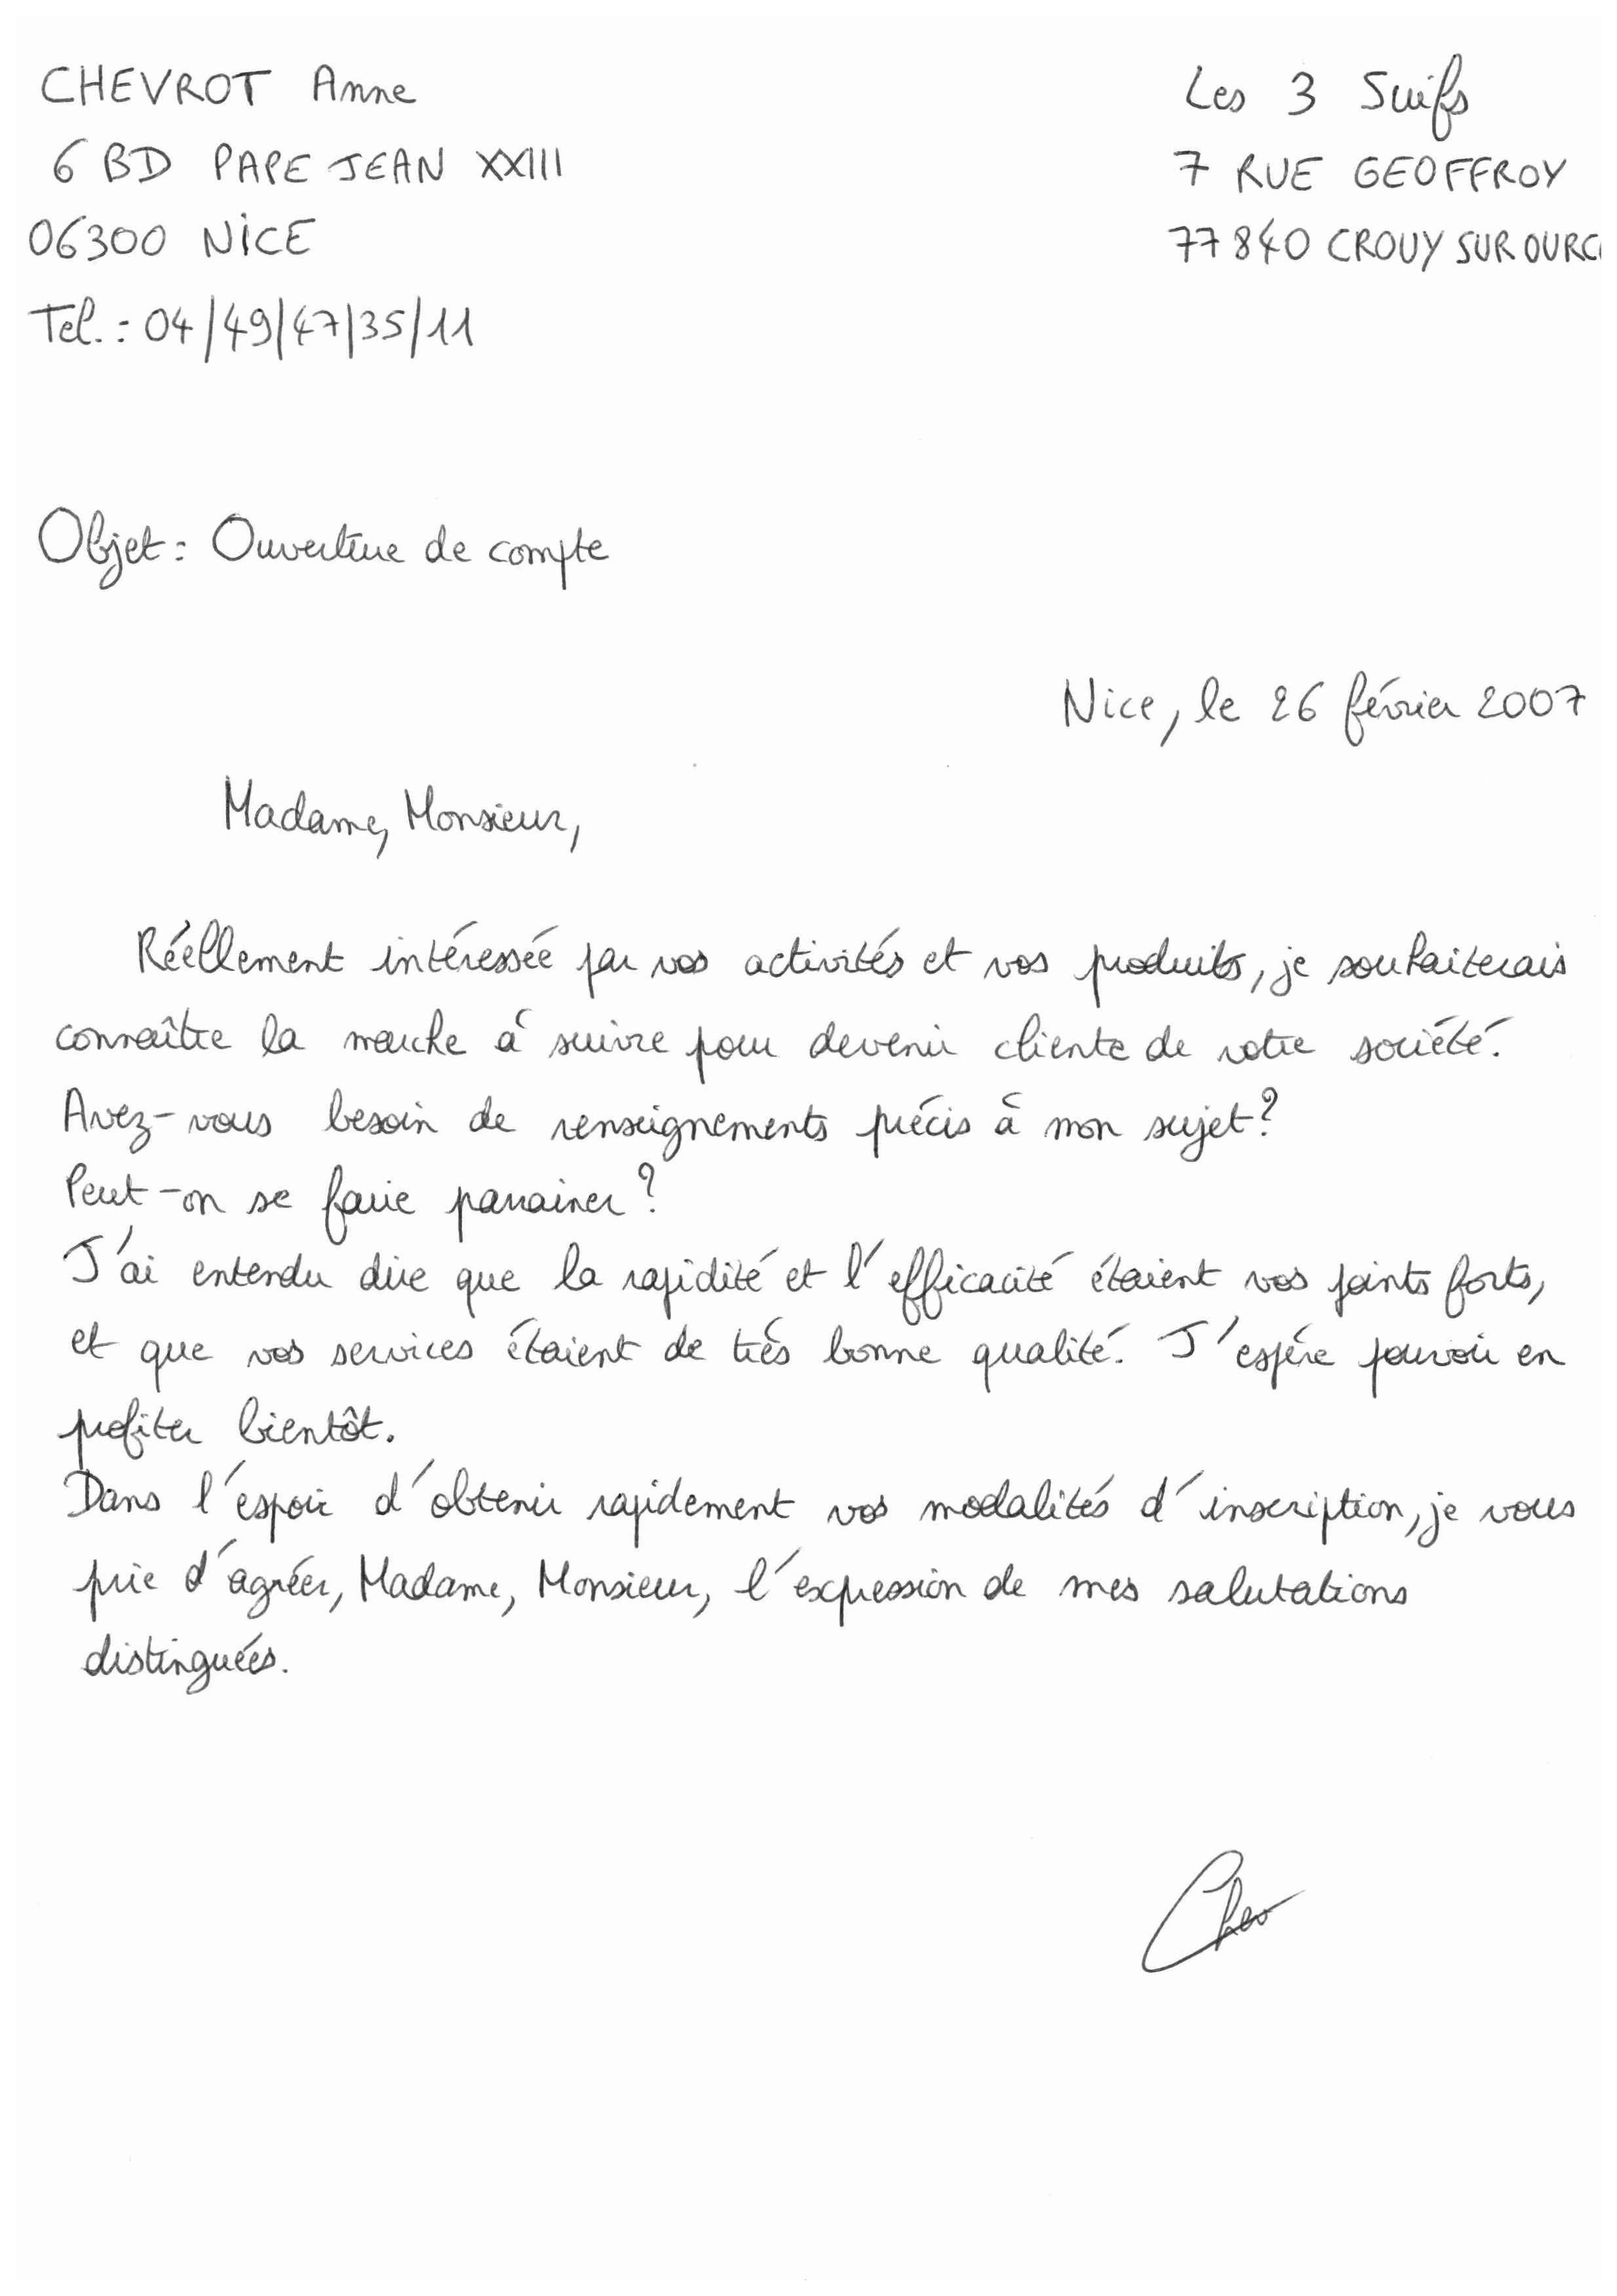 CHEVROT Anne
6 BD PAPE JEAN XXIII
06300 NICE
Tel.: 04/49/47/35/11
Les 3 Suifs
7 RUE GEOFFROY
77840 CROUY SUR OURC
Objet: Ouverture de compte
Nice, le 26 février 2007
Madame, Monsieur,
Réellement intéressée par vos activités et vos produits, je souhaiterais
connaître la marche à suivre pour devenir cliente de votre société.
Avez-vous besoin de renseignements précis à mon sujet?
Peut-on se faire parrainer?
J'ai entendu dire que la rapidité et l'efficacité étaient vos points forts,
et que vos services étaient de très bonne qualité. J'espère pouvoir en
profiter bientôt.
Dans l'espoir d'obtenir rapidement vos modalités d'inscription, je vous
prie d'agréer, Madame, Monsieur, l'expression de mes salutations
distinguées.
Chev